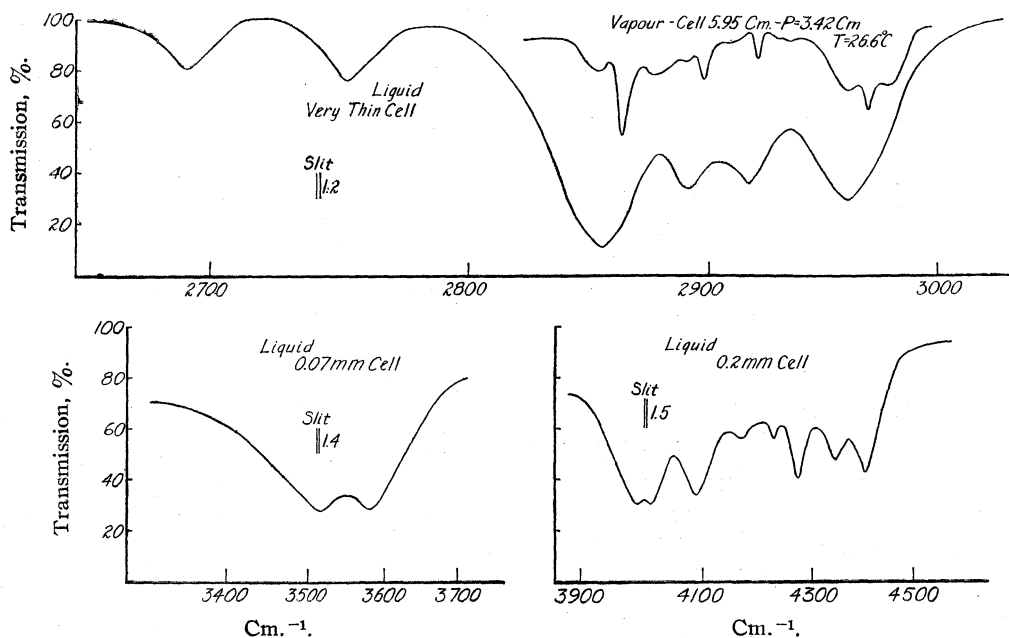 100
80
60
40
20
Transmission, %.
Vapour - Cell 5.95 Cm. - P=3.42 Cm
T=26.6°C
Liquid
Very Thin Cell
Slit
1.2
2700
2800
2900
3000
100
80
60
40
20
Transmission, %.
Liquid
0.07mm Cell
Slit
1.4
3400
3500
3600
3700
Cm.⁻¹.
Liquid
0.2mm Cell
Slit
1.5
3900
4100
4300
4500
Cm.⁻¹.